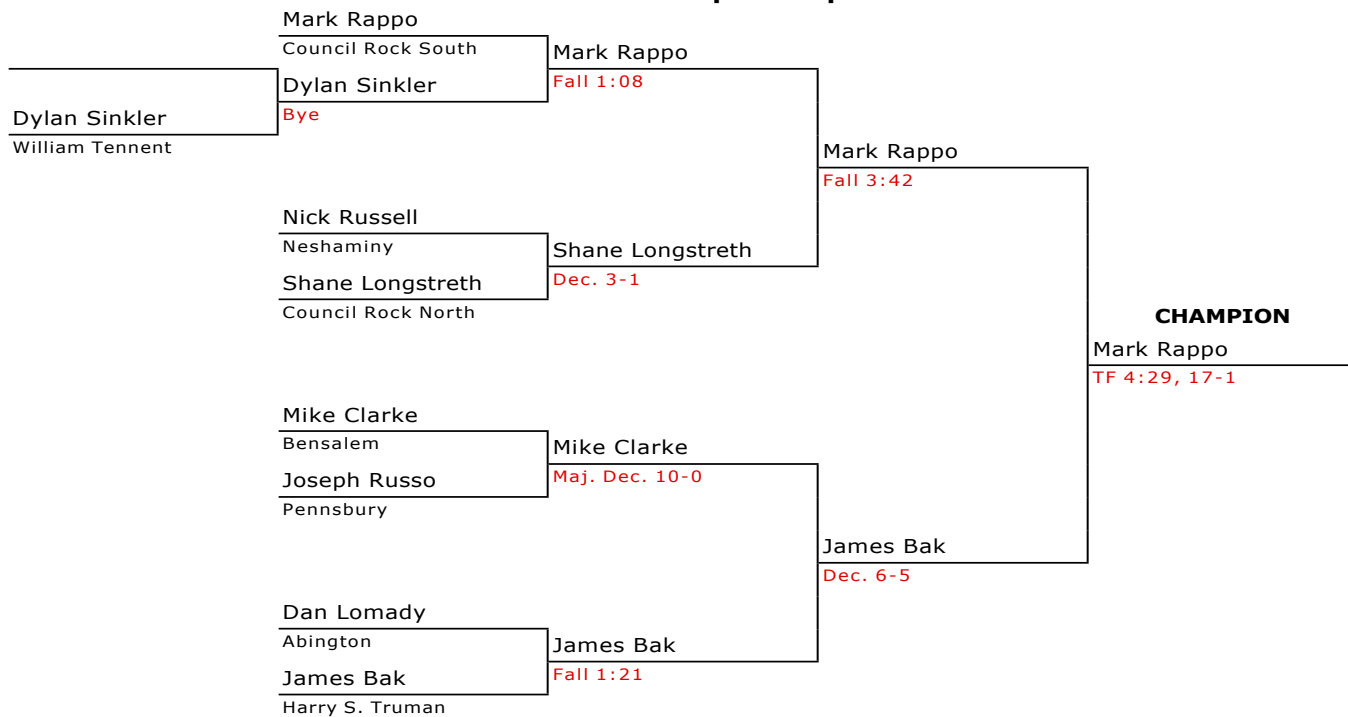 Mark Rappo
Council Rock South
Mark Rappo
Dylan Sinkler
Fall 1:08
Dylan Sinkler
Bye
William Tennent
Mark Rappo
Fall 3:42
Nick Russell
Neshaminy
Shane Longstreth
Shane Longstreth
Dec. 3-1
Council Rock North
CHAMPION
Mark Rappo
TF 4:29, 17-1
Mike Clarke
Bensalem
Mike Clarke
Joseph Russo
Maj. Dec. 10-0
Pennsbury
James Bak
Dec. 6-5
Dan Lomady
Abington
James Bak
James Bak
Fall 1:21
Harry S. Truman